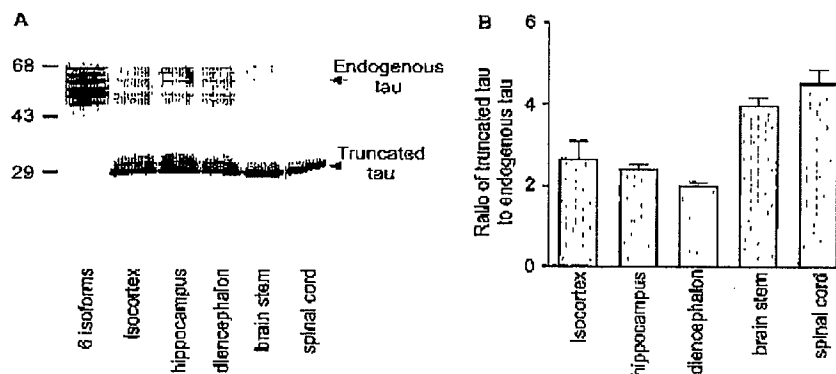 A
68
43
29
Endogenous
tau
Truncated
tau
6 isoforms
isocortex
hippocampus
diencephalon
brain stem
spinal cord
B
Ratio of truncated tau
to endogenous tau
6
4
2
0
Isocortex
hippocampus
diencephalon
brain stem
spinal cord